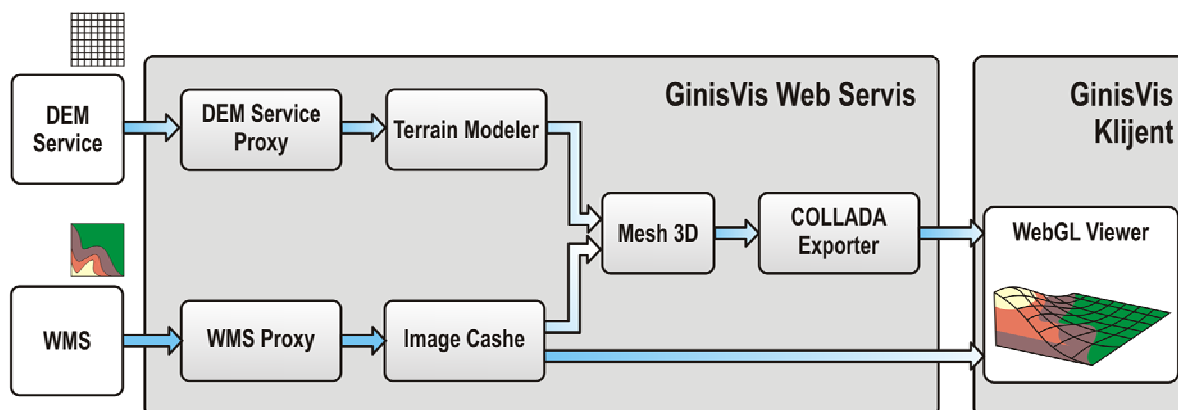 DEM
Service
DEM Service
Proxy
Terrain Modeler
GinisVis Web Servis
GinisVis
Klijent
Mesh 3D
COLLADA
Exporter
WebGL Viewer
WMS
WMS Proxy
Image Cashe